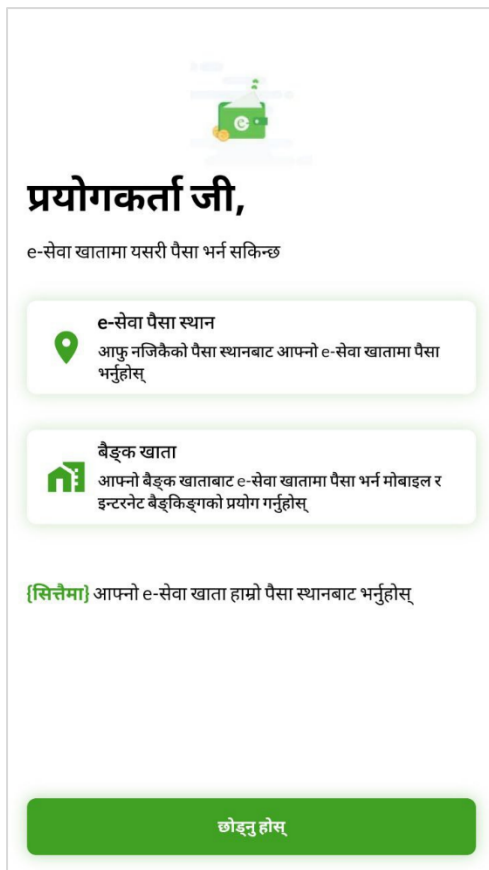 प्रयोगकर्ता जी,
e-सेवा खातामा यसरी पैसा भर्न सकिन्छ
e-सेवा पैसा स्थान
आफु नजिकैको पैसा स्थानबाट आफ्नो e-सेवा खातामा पैसा
भर्नुहोस्
बैङ्क खाता
आफ्नो बैङ्क खाताबाट e-सेवा खातामा पैसा भर्न मोबाइल र
इन्टरनेट बैङ्किङ्गको प्रयोग गर्नुहोस्
{सित्तैमा} आफ्नो e-सेवा खाता हाम्रो पैसा स्थानबाट भर्नुहोस्
छोड्नु होस्